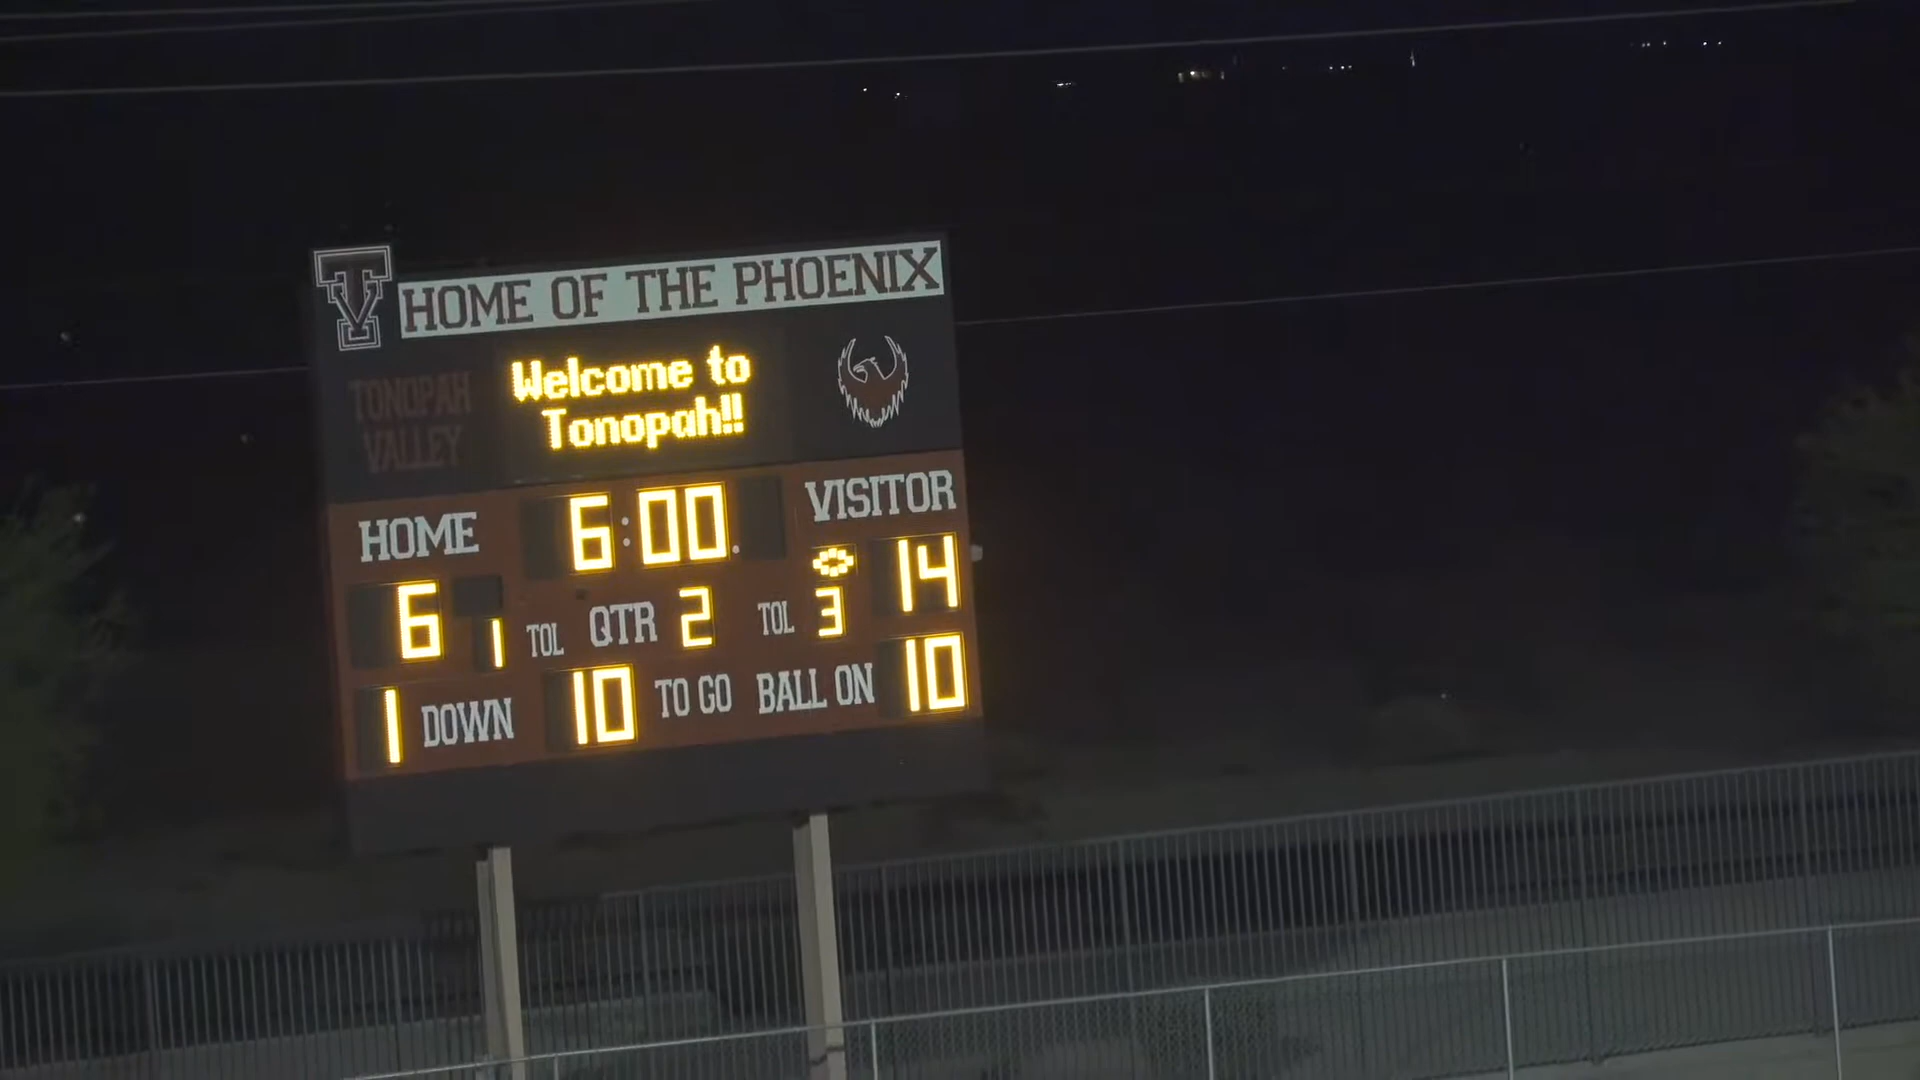 TV HOME OF THE PHOENIX
Welcome to
Tonopah!!
TONOPAH
VALLEY
HOME 6:00 VISITOR
6 1 TOL QTR 2 TOL 3 14
1 DOWN 10 TO GO BALL ON 10